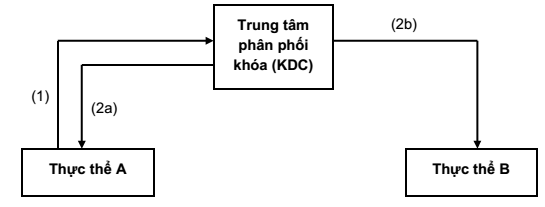 Trung tâm
phân phối
khóa (KDC)
(2b)
(1)
(2a)
Thực thể A
Thực thể B